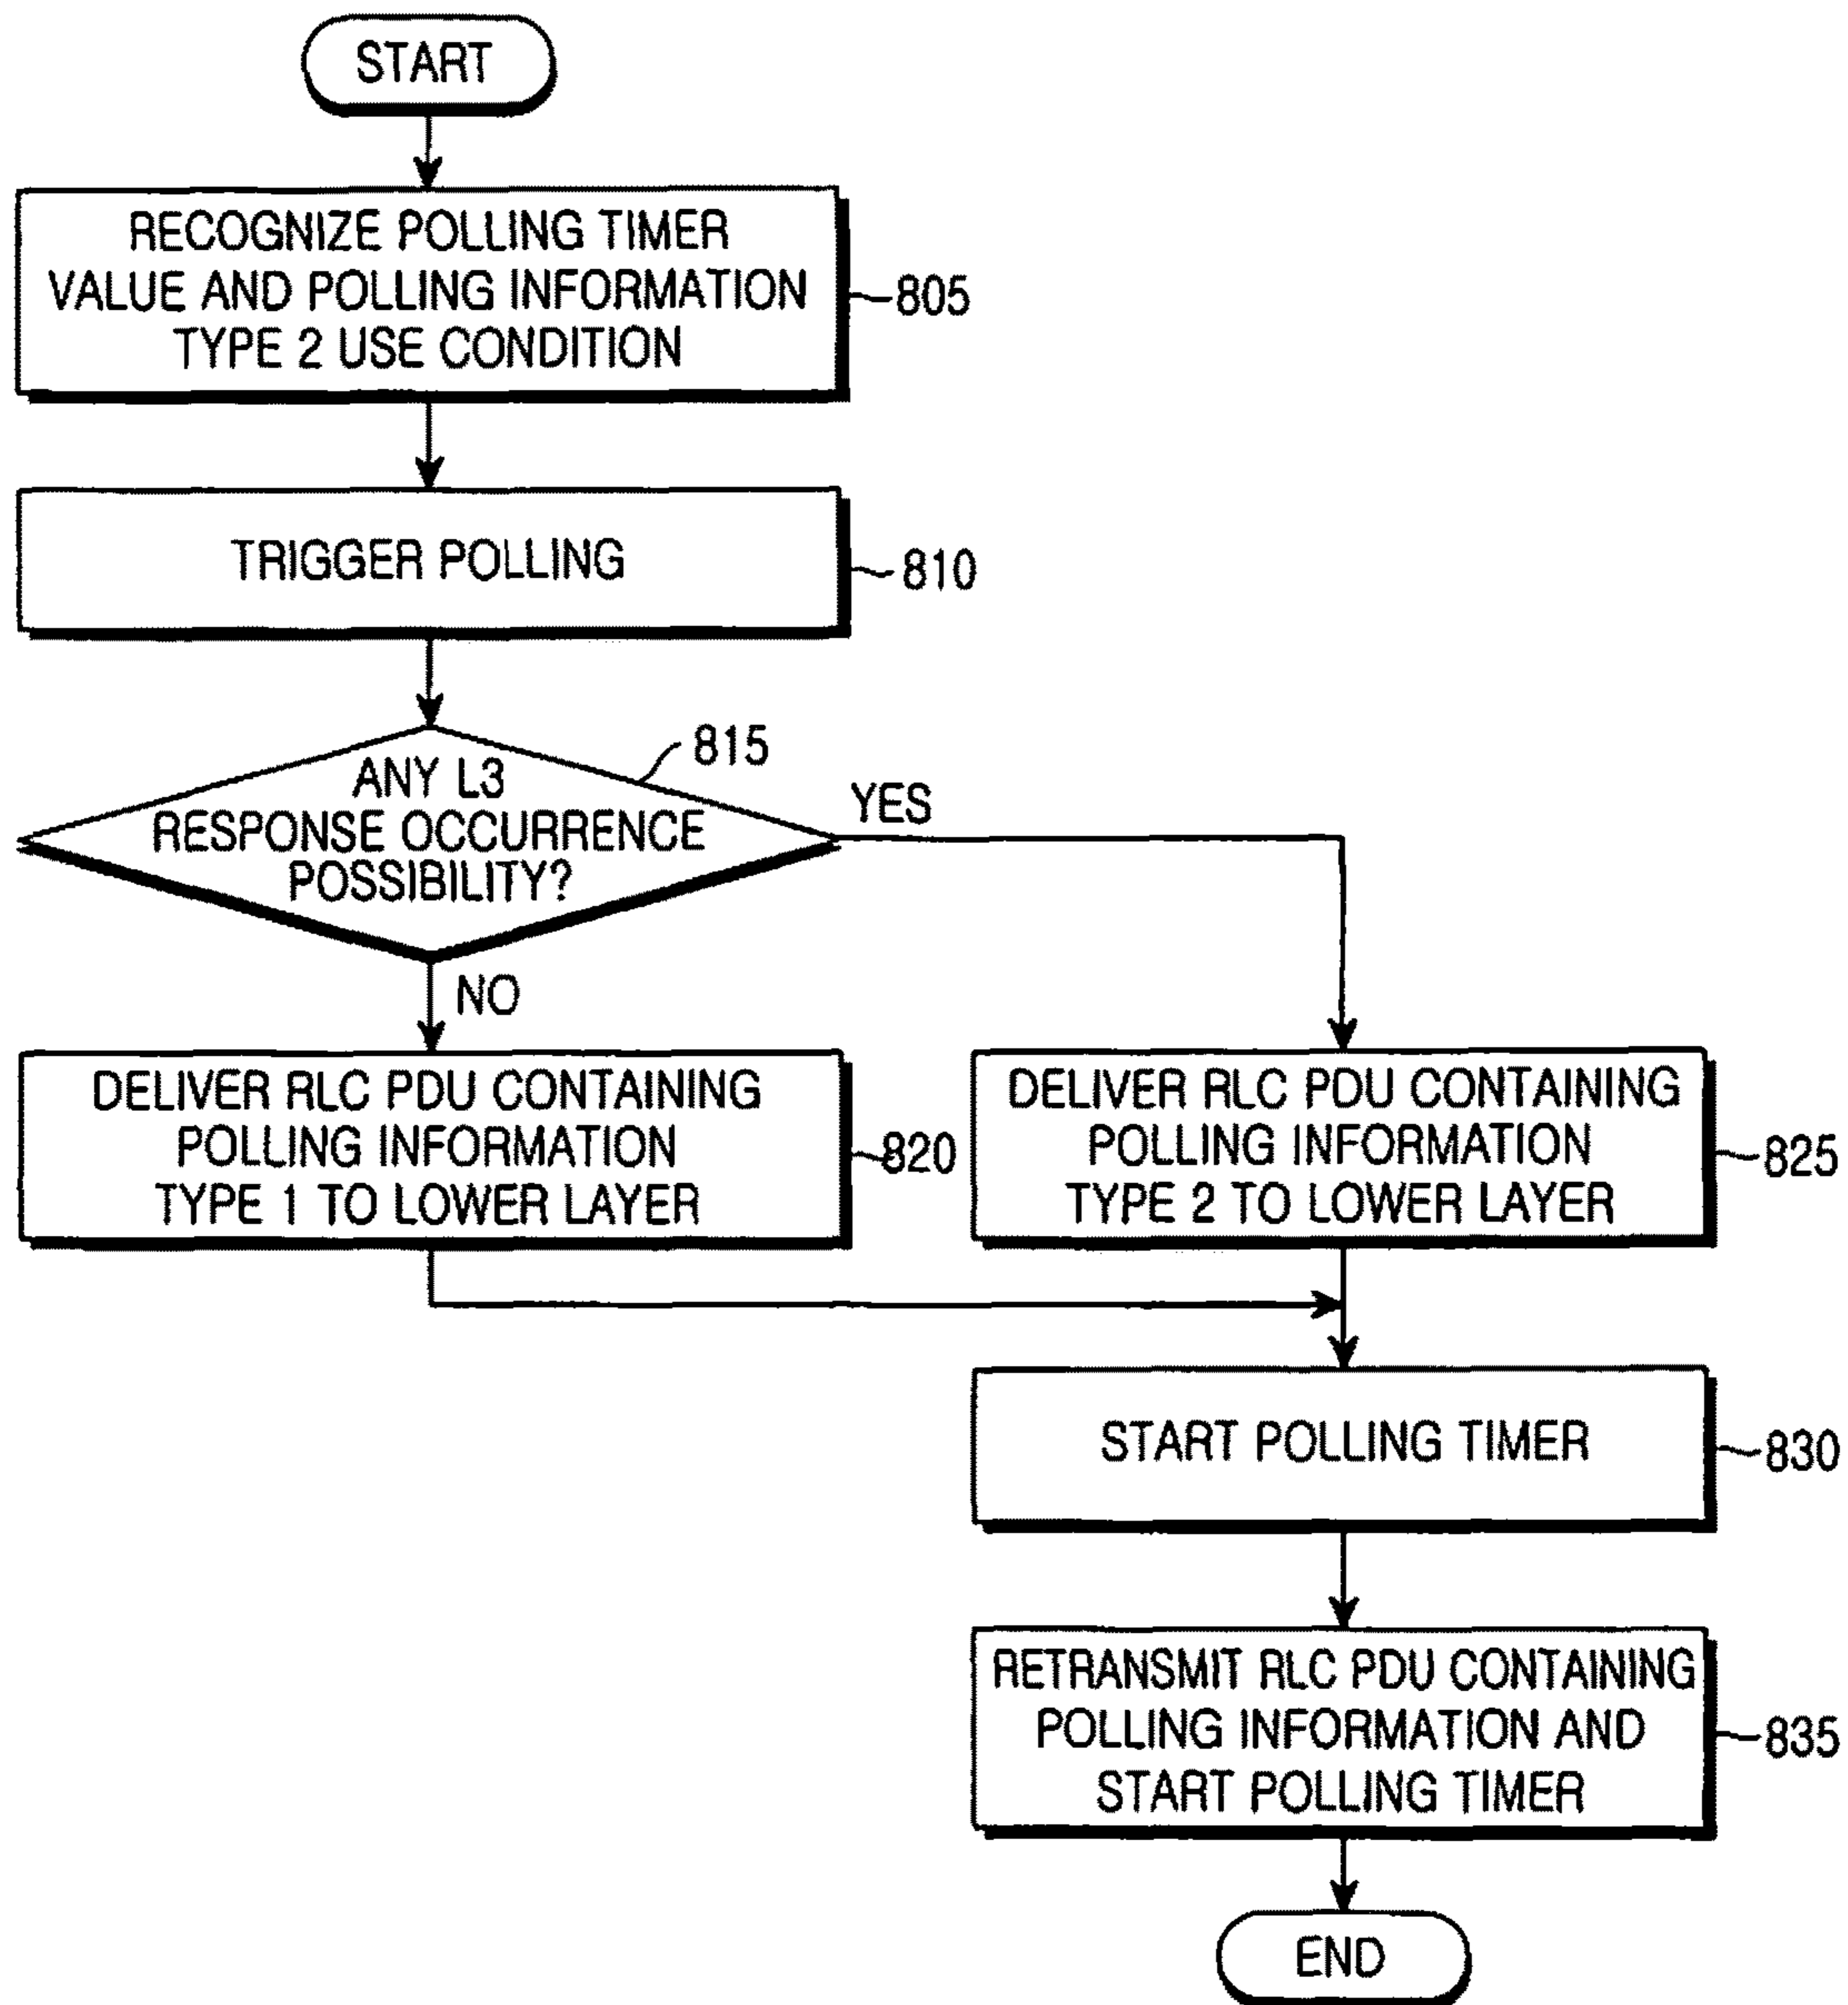 START
RECOGNIZE POLLING TIMER
VALUE AND POLLING INFORMATION
TYPE 2 USE CONDITION
805
TRIGGER POLLING
810
ANY L3
RESPONSE OCCURRENCE
POSSIBILITY?
815
YES
NO
DELIVER RLC PDU CONTAINING
POLLING INFORMATION
TYPE 1 TO LOWER LAYER
820
DELIVER RLC PDU CONTAINING
POLLING INFORMATION
TYPE 2 TO LOWER LAYER
825
START POLLING TIMER
830
RETRANSMIT RLC PDU CONTAINING
POLLING INFORMATION AND
START POLLING TIMER
835
END